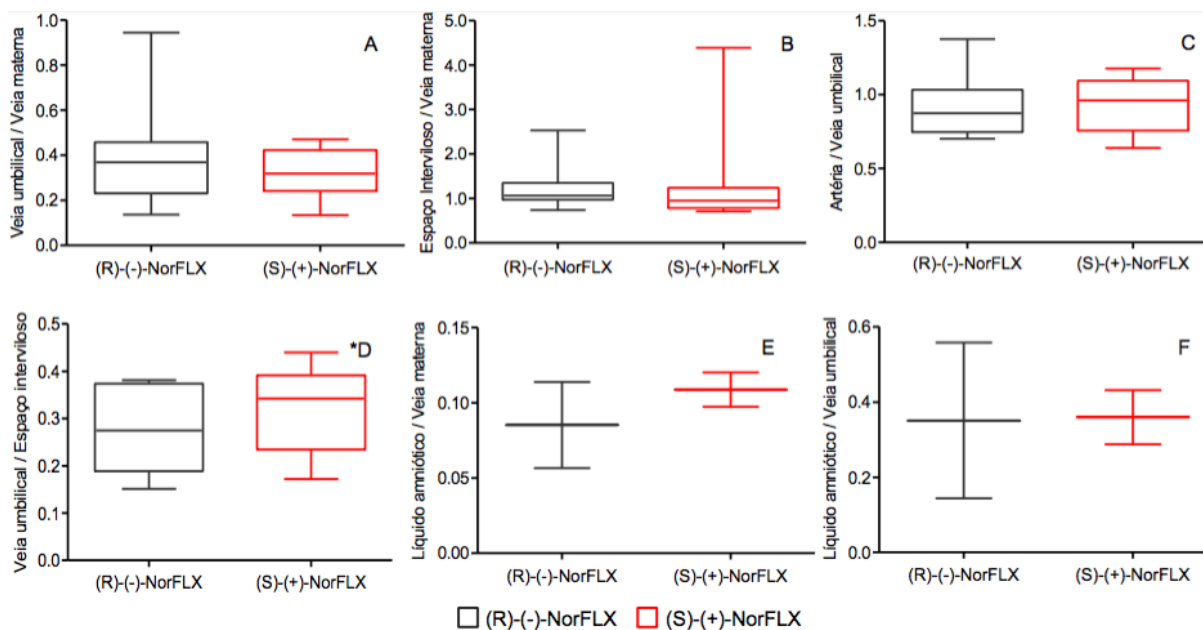 Veia umbilical / Veia materna
1.0
0.8
0.6
0.4
0.2
0.0
A
(R)-(-)-NorFLX
(S)-(+)-NorFLX
Espaço Interviloso / Veia materna
5.0
4.0
3.0
2.0
1.0
0.0
B
(R)-(-)-NorFLX
(S)-(+)-NorFLX
Artéria / Veia umbilical
1.5
1.0
0.5
0.0
C
(R)-(-)-NorFLX
(S)-(+)-NorFLX
Veia umbilical / Espaço interviloso
0.5
0.4
0.3
0.2
0.1
0.0
*D
(R)-(-)-NorFLX
(S)-(+)-NorFLX
Líquido amniótico / Veia materna
0.15
0.10
0.05
0.00
E
(R)-(-)-NorFLX
(S)-(+)-NorFLX
Líquido amniótico / Veia umbilical
0.6
0.4
0.2
0.0
F
(R)-(-)-NorFLX
(S)-(+)-NorFLX
(R)-(-)-NorFLX
(S)-(+)-NorFLX